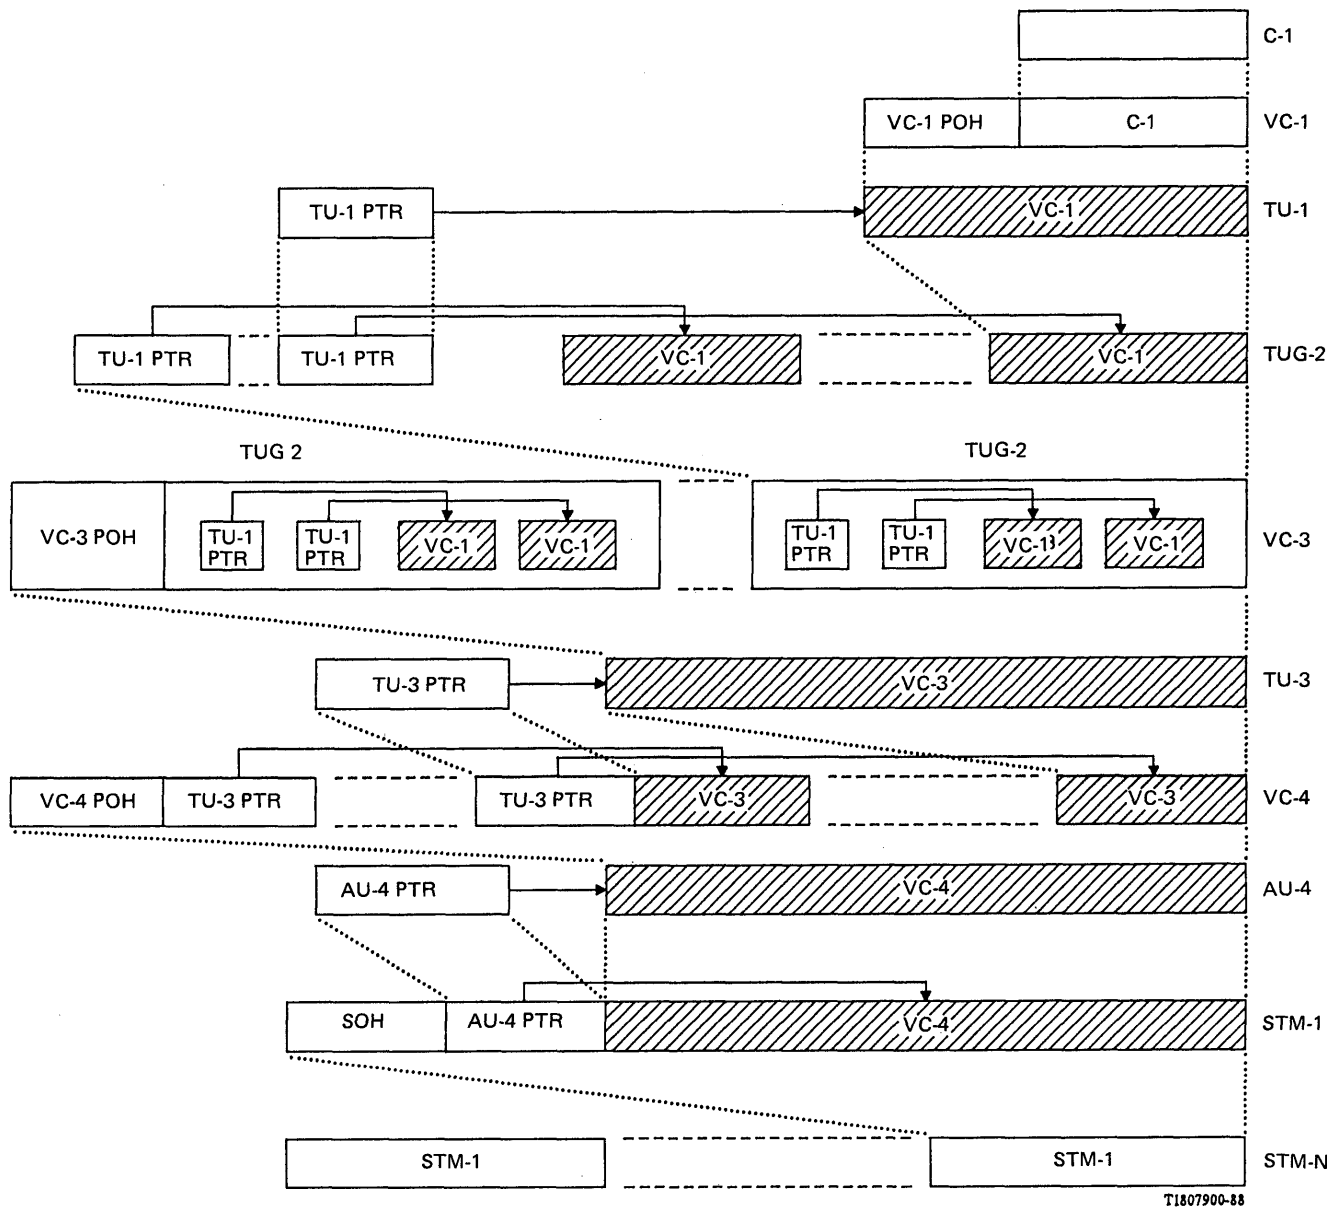 C-1
VC-1 POH C-1 VC-1
TU-1 PTR VC-1 TU-1
TU-1 PTR TU-1 PTR VC-1 VC-1 TUG-2
TUG 2 TUG-2
VC-3 POH TU-1 PTR TU-1 PTR VC-1 VC-1 TU-1 PTR TU-1 PTR VC-1 VC-1 VC-3
TU-3 PTR VC-3 TU-3
VC-4 POH TU-3 PTR TU-3 PTR VC-3 VC-3 VC-4
AU-4 PTR VC-4 AU-4
SOH AU-4 PTR VC-4 STM-1
STM-1 STM-1 STM-N
T1807900-88